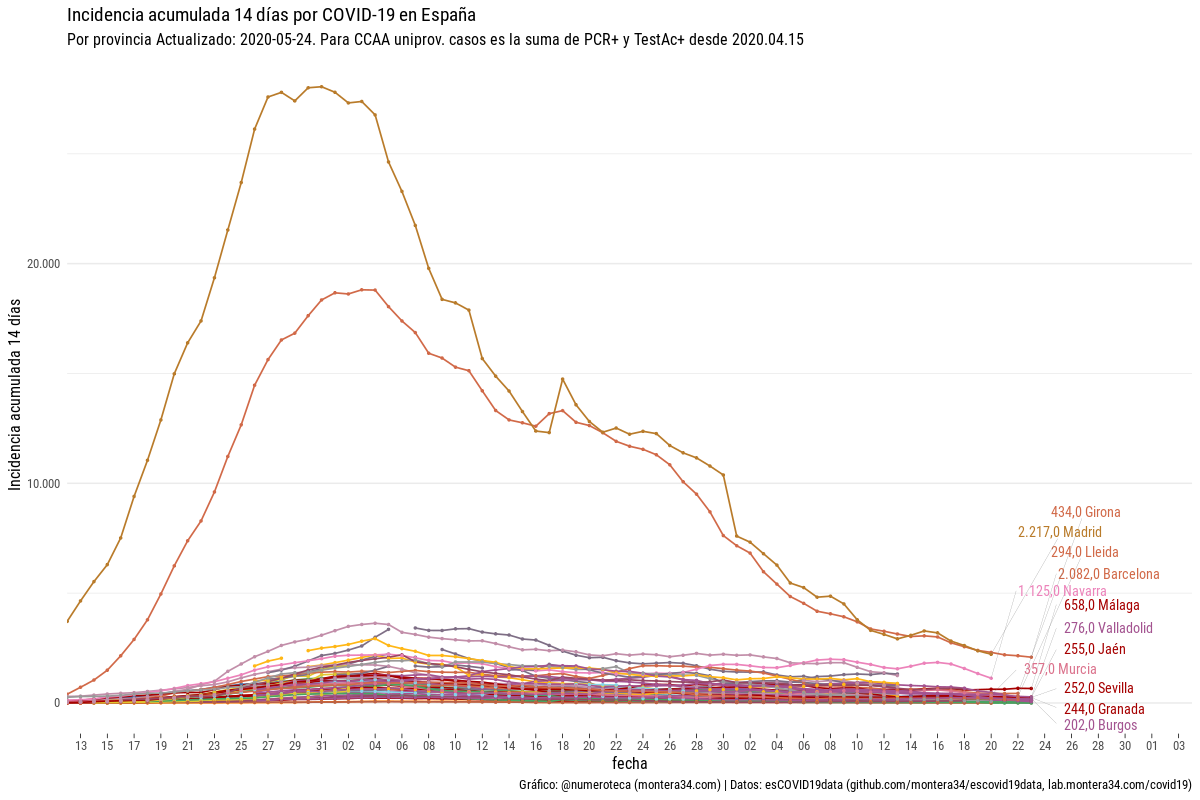 Incidencia acumulada 14 días por COVID-19 en España
Por provincia Actualizado: 2020-05-24. Para CCAA uniprov. casos es la suma de PCR+ y TestAc+ desde 2020.04.15
Incidencia acumulada 14 días
20.000
10.000
0
434,0 Girona
2.217,0 Madrid
294,0 Lleida
2.082,0 Barcelona
1.125,0 Navarra
658,0 Málaga
276,0 Valladolid
255,0 Jaén
357,0 Murcia
252,0 Sevilla
244,0 Granada
202,0 Burgos
13 15 17 19 21 23 25 27 29 31 02 04 06 08 10 12 14 16 18 20 22 24 26 28 30 02 04 06 08 10 12 14 16 18 20 22 24 26 28 30 01 03
fecha
Gráfico: @numeroteca (montera34.com) | Datos: esCOVID19data (github.com/montera34/escovid19data, lab.montera34.com/covid19)